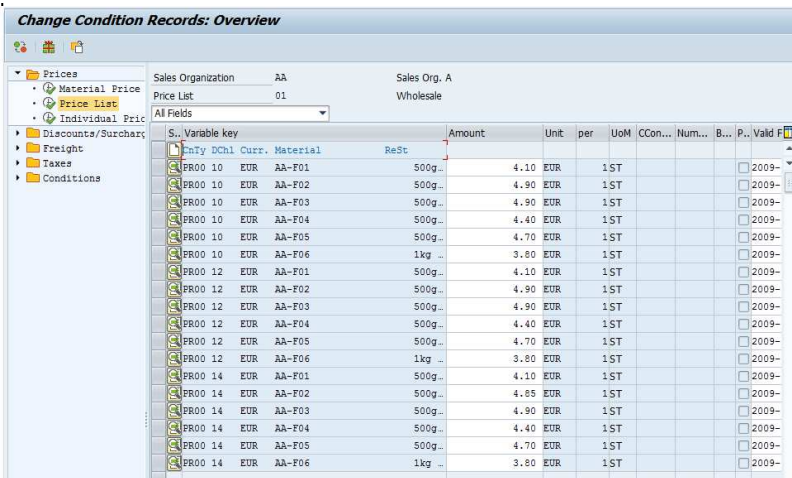 Change Condition Records: Overview
Prices
Material Price
Price List
Individual Pric
Discounts/Surcharg
Freight
Taxes
Conditions
Sales Organization AA Sales Org. A
Price List 01 Wholesale
All Fields
S.. Variable key Amount Unit per UoM CCon... Num... B... P.. Valid F
CnTy DChl Curr. Material ReSt
PR00 10 EUR AA-F01 500g… 4.10 EUR 1 ST 2009-
PR00 10 EUR AA-F02 500g… 4.90 EUR 1 ST 2009-
PR00 10 EUR AA-F03 500g… 4.90 EUR 1 ST 2009-
PR00 10 EUR AA-F04 500g… 4.40 EUR 1 ST 2009-
PR00 10 EUR AA-F05 500g… 4.70 EUR 1 ST 2009-
PR00 10 EUR AA-F06 1kg … 3.80 EUR 1 ST 2009-
PR00 12 EUR AA-F01 500g… 4.10 EUR 1 ST 2009-
PR00 12 EUR AA-F02 500g… 4.90 EUR 1 ST 2009-
PR00 12 EUR AA-F03 500g… 4.90 EUR 1 ST 2009-
PR00 12 EUR AA-F04 500g… 4.40 EUR 1 ST 2009-
PR00 12 EUR AA-F05 500g… 4.70 EUR 1 ST 2009-
PR00 12 EUR AA-F06 1kg … 3.80 EUR 1 ST 2009-
PR00 14 EUR AA-F01 500g… 4.10 EUR 1 ST 2009-
PR00 14 EUR AA-F02 500g… 4.85 EUR 1 ST 2009-
PR00 14 EUR AA-F03 500g… 4.90 EUR 1 ST 2009-
PR00 14 EUR AA-F04 500g… 4.40 EUR 1 ST 2009-
PR00 14 EUR AA-F05 500g… 4.70 EUR 1 ST 2009-
PR00 14 EUR AA-F06 1kg … 3.80 EUR 1 ST 2009-